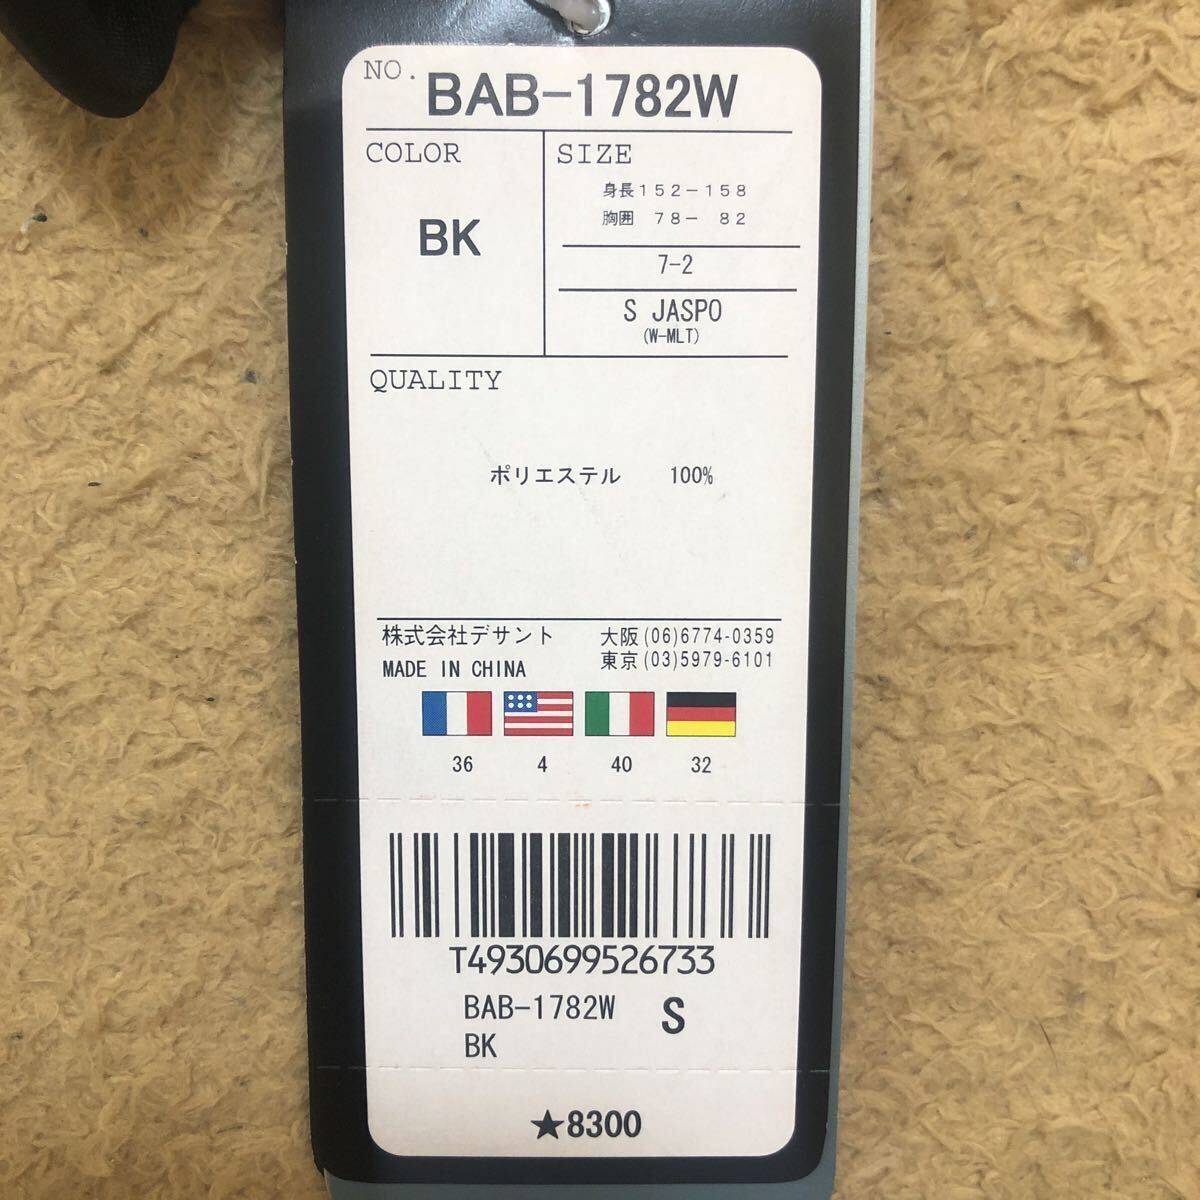 NO. BAB-1782W
COLOR
SIZE
BK
身長152-158
胸囲 78- 82
7-2
S JASPO
(W-MLT)
QUALITY
ポリエステル 100%
株式会社デサント 大阪(06)6774-0359
MADE IN CHINA 東京(03)5979-6101
36 4 40 32
T4930699526733
BAB-1782W S
BK
★8300